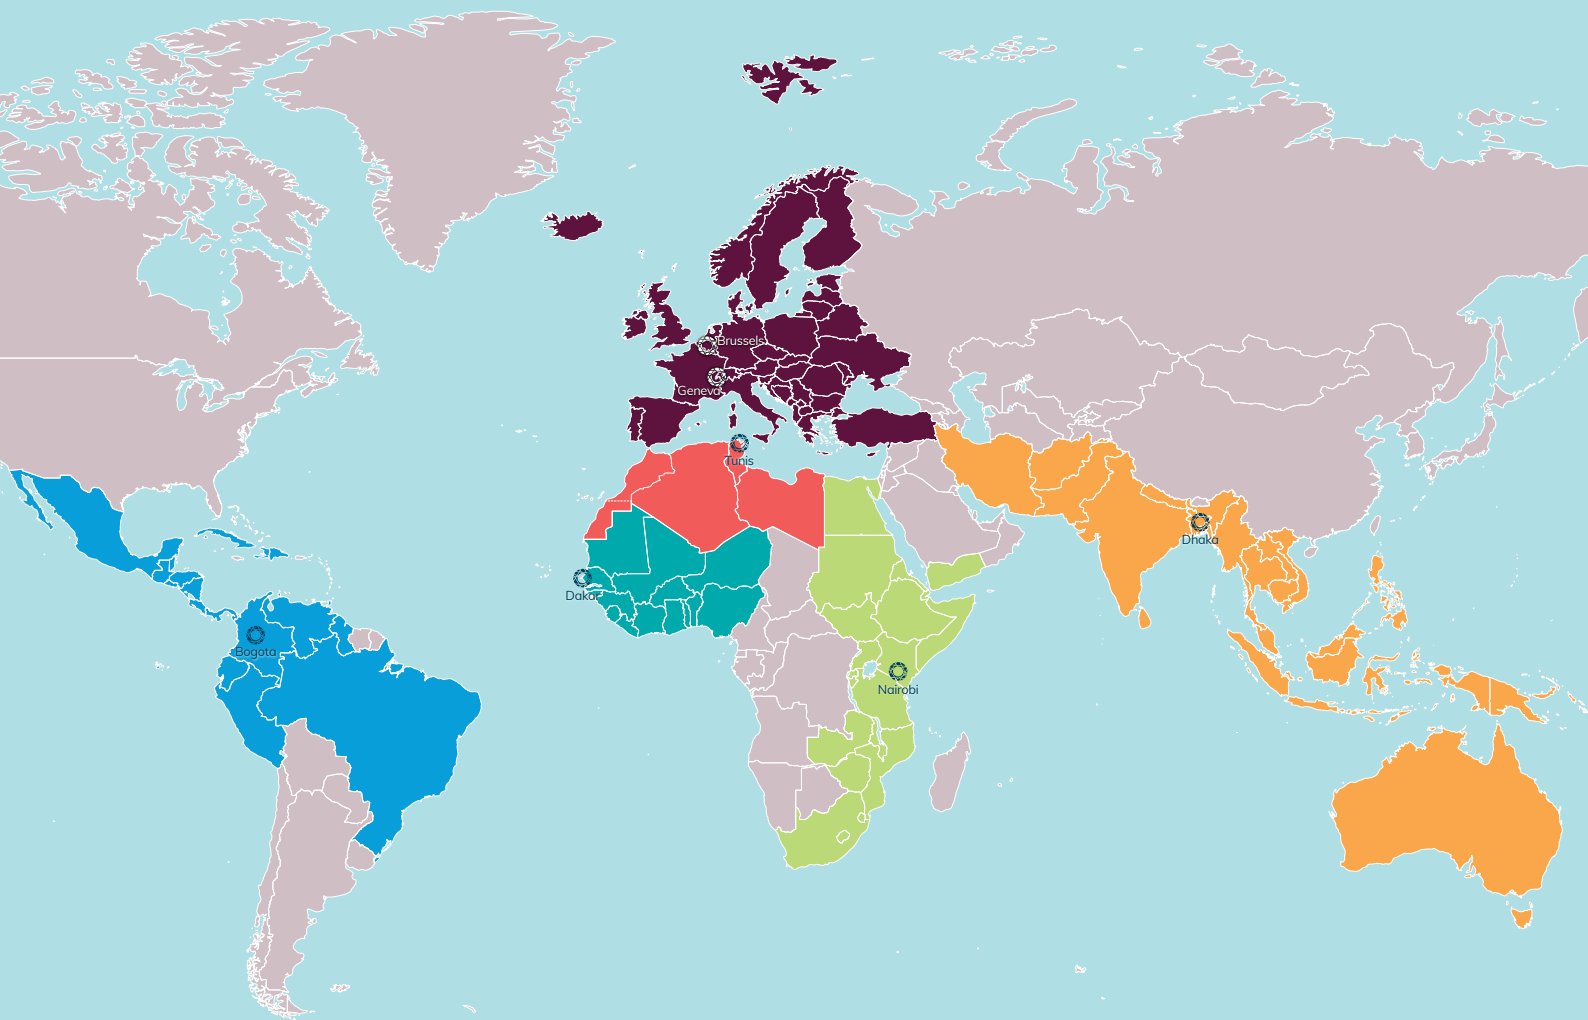 Brussels
Geneva
Tunis
Dhaka
Dakar
Bogota
Nairobi